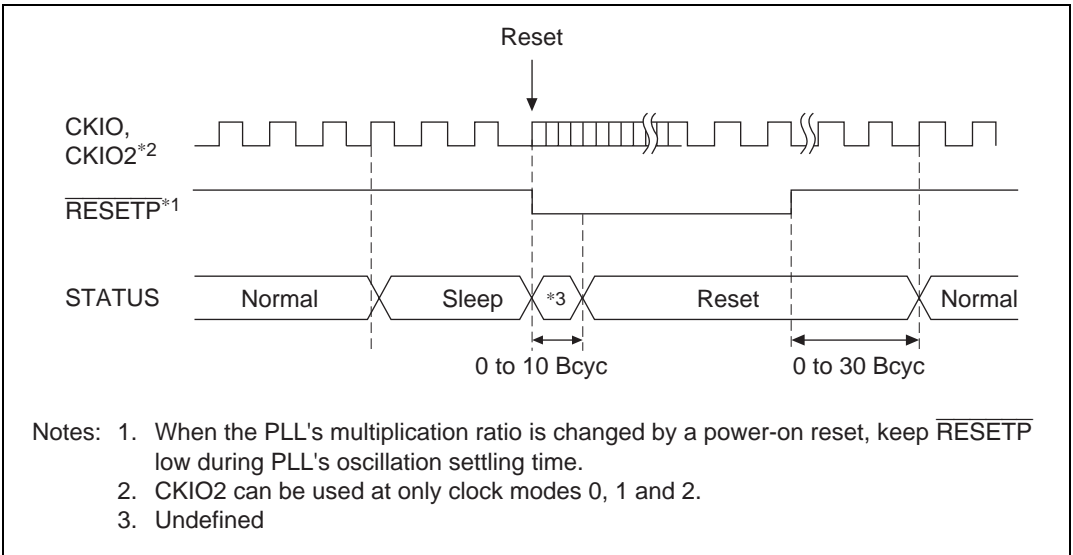 Reset
CKIO,
CKIO2*2
RESETP*1
STATUS
Normal
Sleep
*3
Reset
Normal
0 to 10 Bcyc
0 to 30 Bcyc
Notes: 1. When the PLL's multiplication ratio is changed by a power-on reset, keep RESETP
low during PLL's oscillation settling time.
2. CKIO2 can be used at only clock modes 0, 1 and 2.
3. Undefined